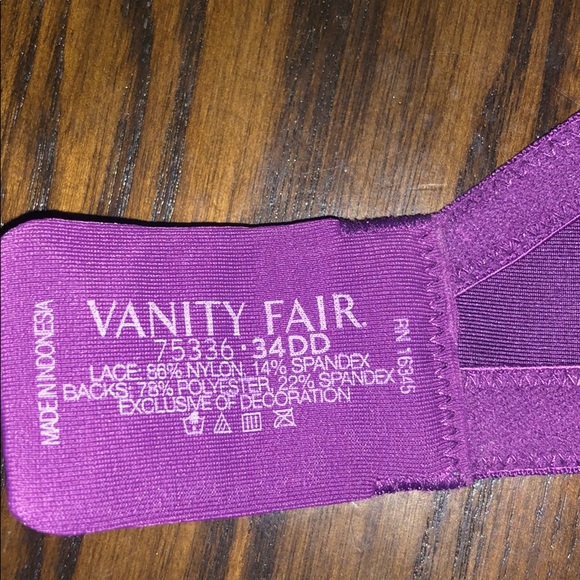 MADE IN INDONESIA
VANITY FAIR®
75336 · 34DD
LACE: 86% NYLON, 14% SPANDEX
BACKS: 78% POLYESTER, 22% SPANDEX
EXCLUSIVE OF DECORATION
RN 16345